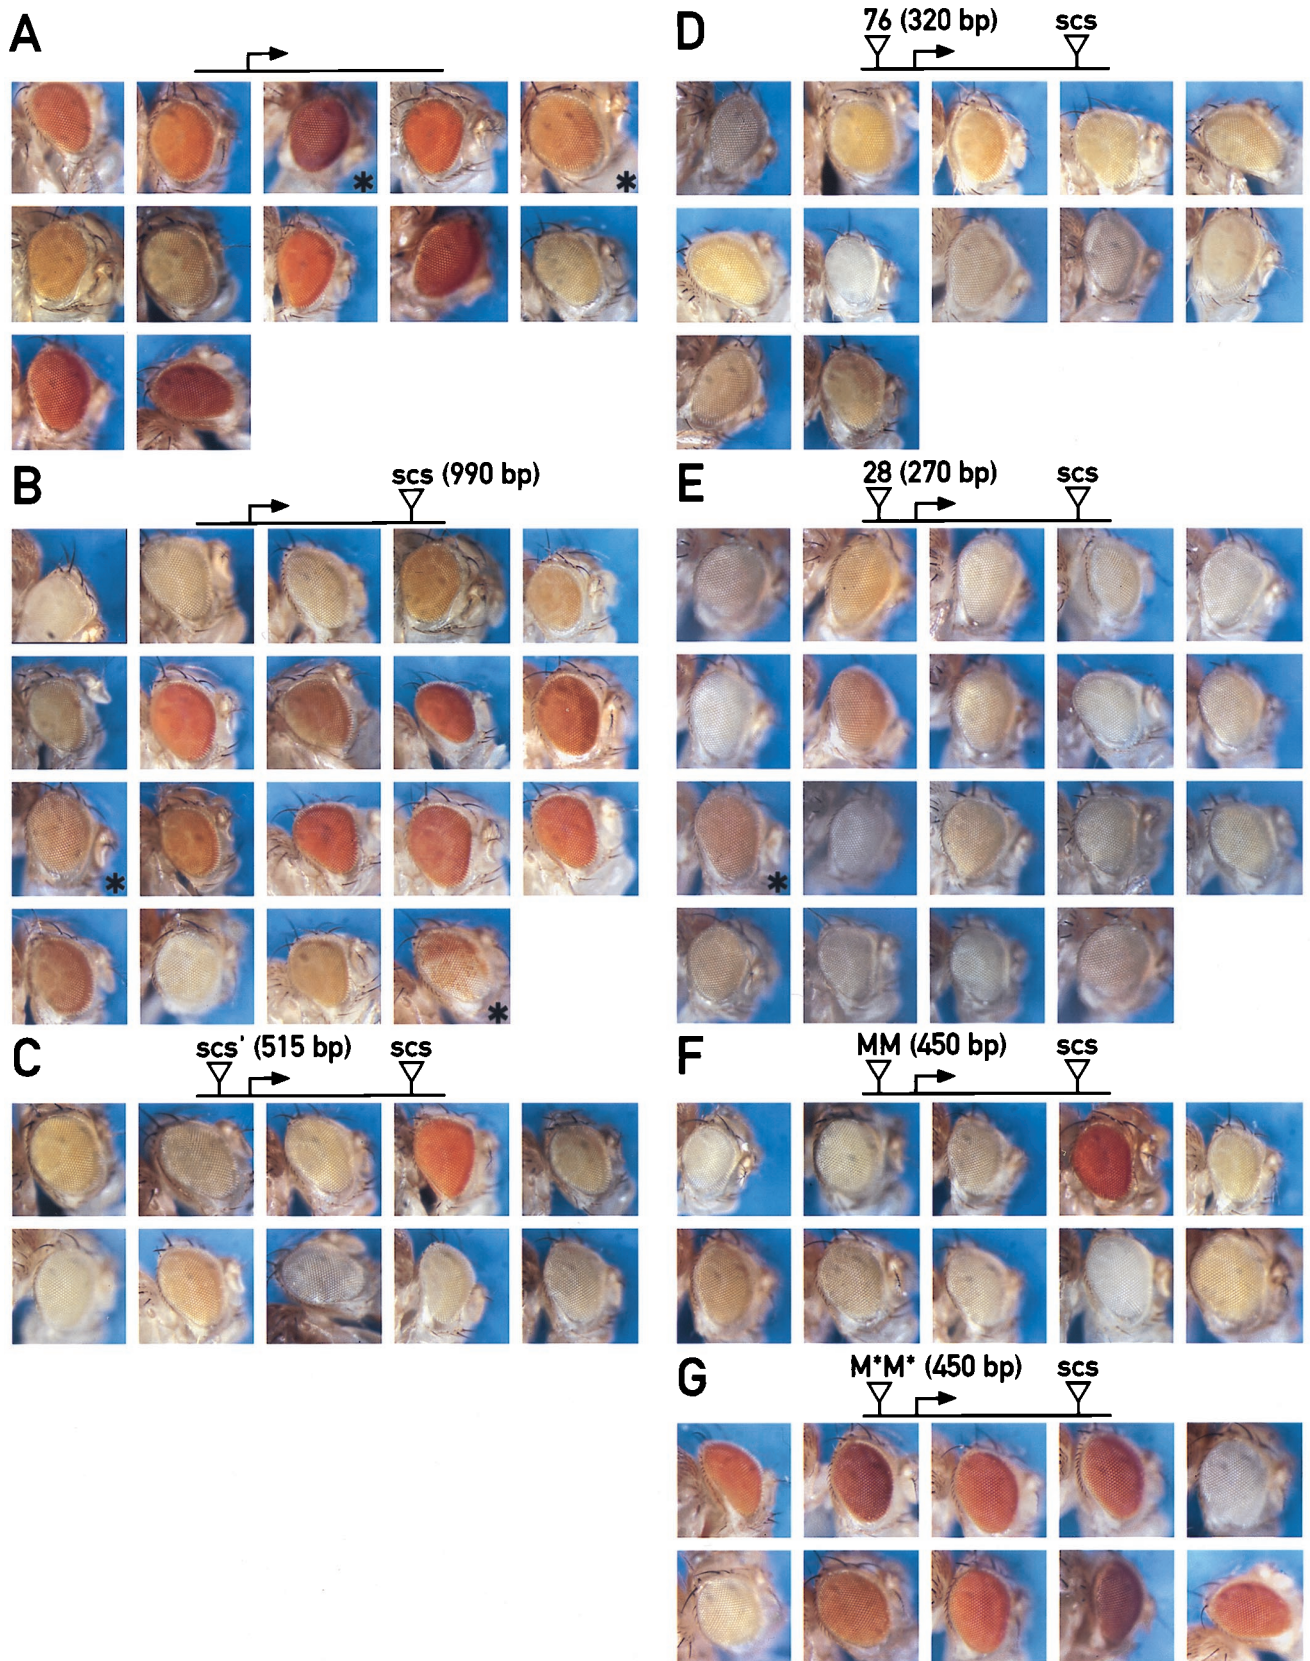 A
*
*
B
scs (990 bp)
*
*
C
scs' (515 bp)
scs
D
76 (320 bp)
scs
E
28 (270 bp)
scs
*
F
MM (450 bp)
scs
G
M*M* (450 bp)
scs